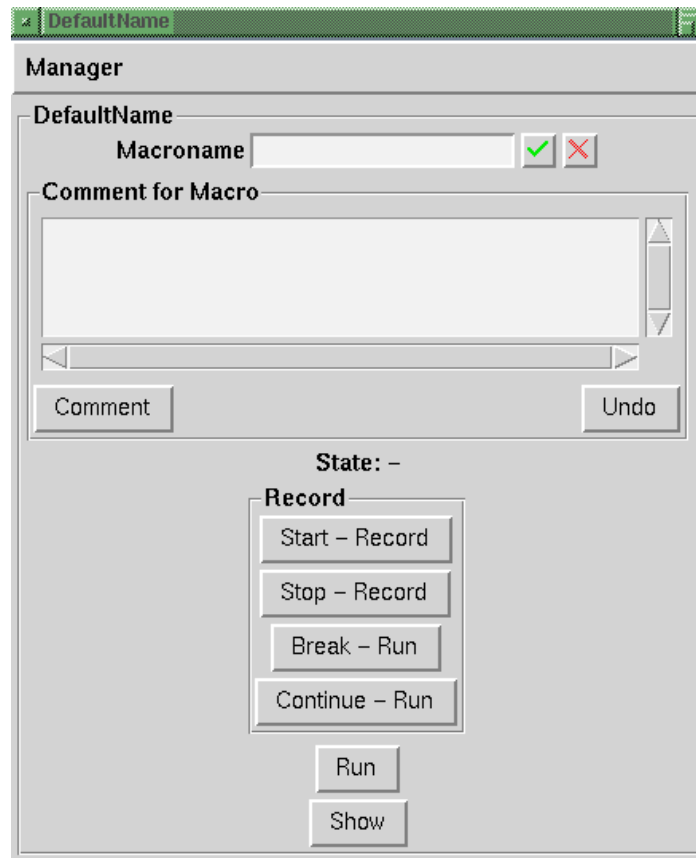 DefaultName
Manager
DefaultName
Macroname
Comment for Macro
Comment Undo
State: –
Record
Start – Record
Stop – Record
Break – Run
Continue – Run
Run
Show